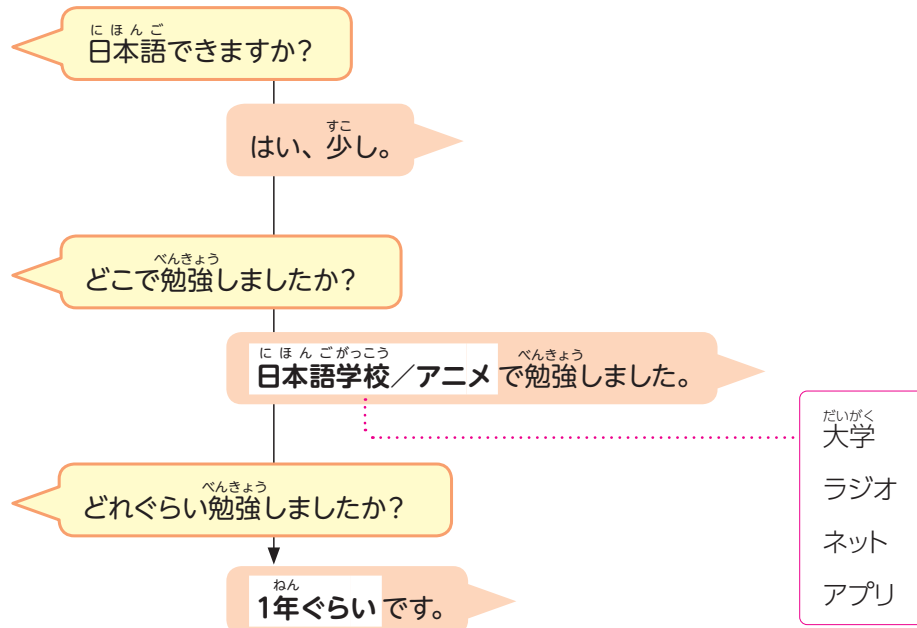 にほんご
日本語できますか？
すこ
はい、少し。
べんきょう
どこで勉強しましたか？
にほんごがっこう べんきょう
日本語学校／アニメ で勉強しました。
だいがく
大学
ラジオ
ネット
アプリ
べんきょう
どれぐらい勉強しましたか？
ねん
1年ぐらい です。